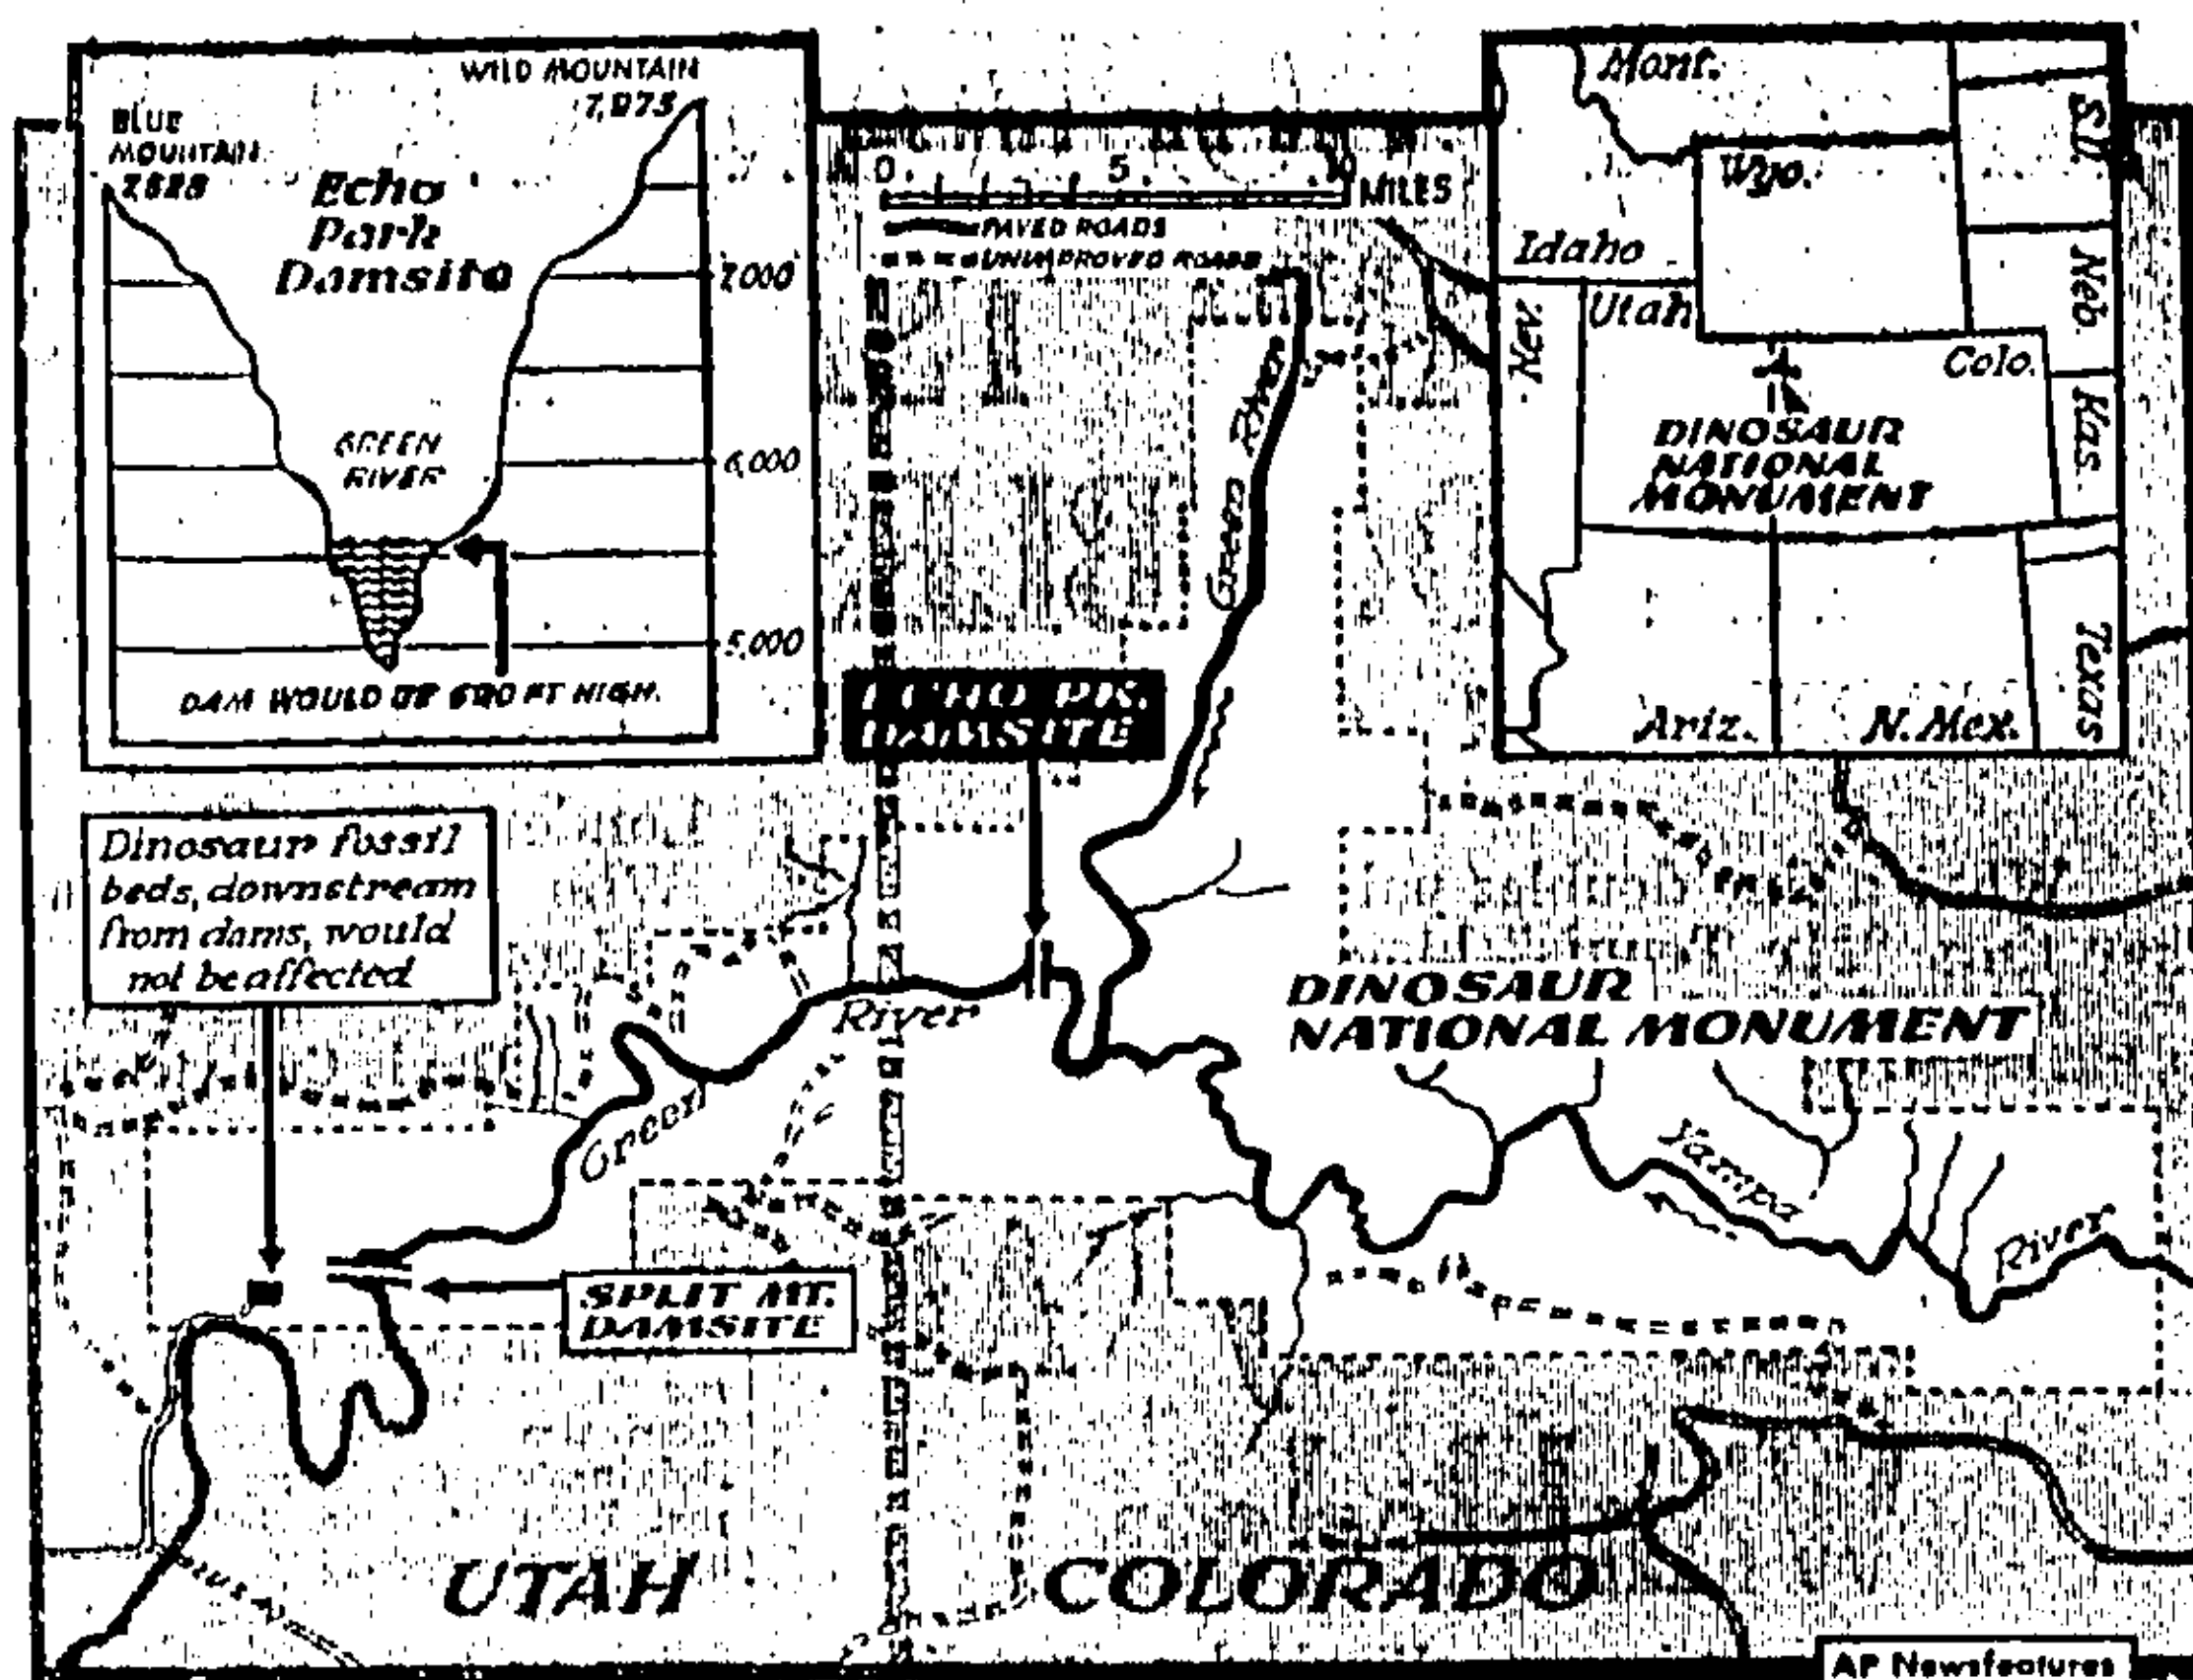 WILD MOUNTAIN
7,973
BLUE
MOUNTAIN
Echo
Park
Damsite
7,000
GREEN
RIVER
6,000
5,000
DAM WOULD BE FT HIGH.
0 5 10
MILES
PAVED ROADS
UNIMPROVED ROADS
Mont.
S.D.
Wyo.
Idaho
Neb.
Utah
Nev.
Colo.
Kas.
DINOSAUR
NATIONAL
MONUMENT
Texas
Ariz.
N. Mex.
Green River
ECHO PK.
DAMSITE
Dinosaur fossil
beds, downstream
from dams, would
not be affected
DINOSAUR
NATIONAL MONUMENT
Green River
Yampa River
SPLIT MT.
DAMSITE
UTAH
COLORADO
AP Newsfeatures